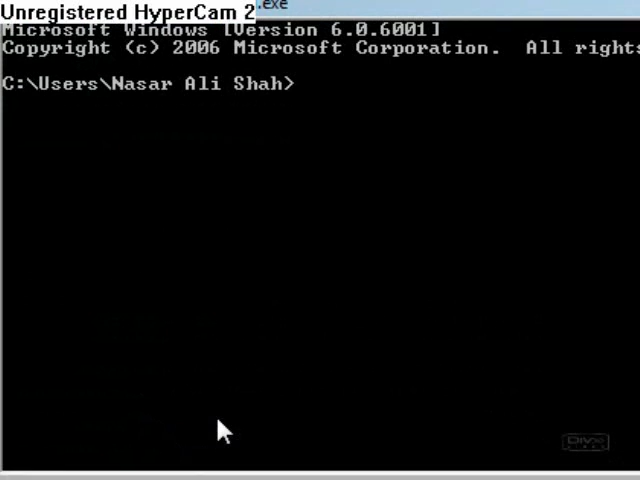 Unregistered HyperCam 2
.exe
Microsoft Windows [Version 6.0.6001]
Copyright (c) 2006 Microsoft Corporation.  All rights
C:\Users\Nasar Ali Shah>
DIVX